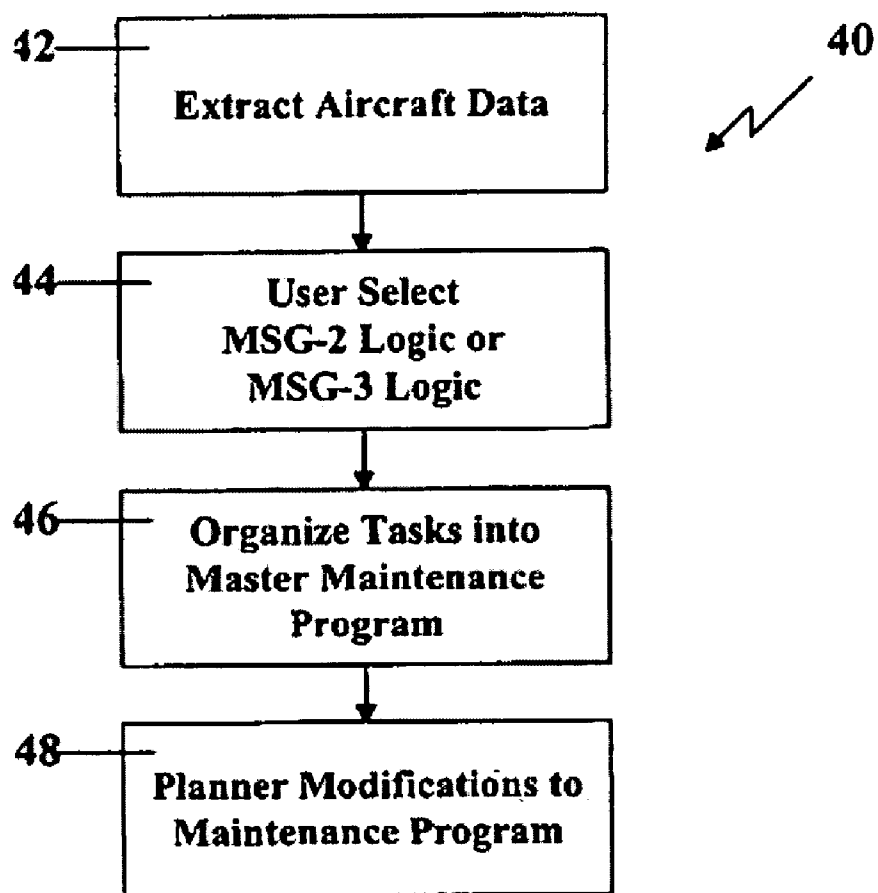 42
40
Extract Aircraft Data
44
User Select
MSG-2 Logic or
MSG-3 Logic
46
Organize Tasks into
Master Maintenance
Program
48
Planner Modifications to
Maintenance Program